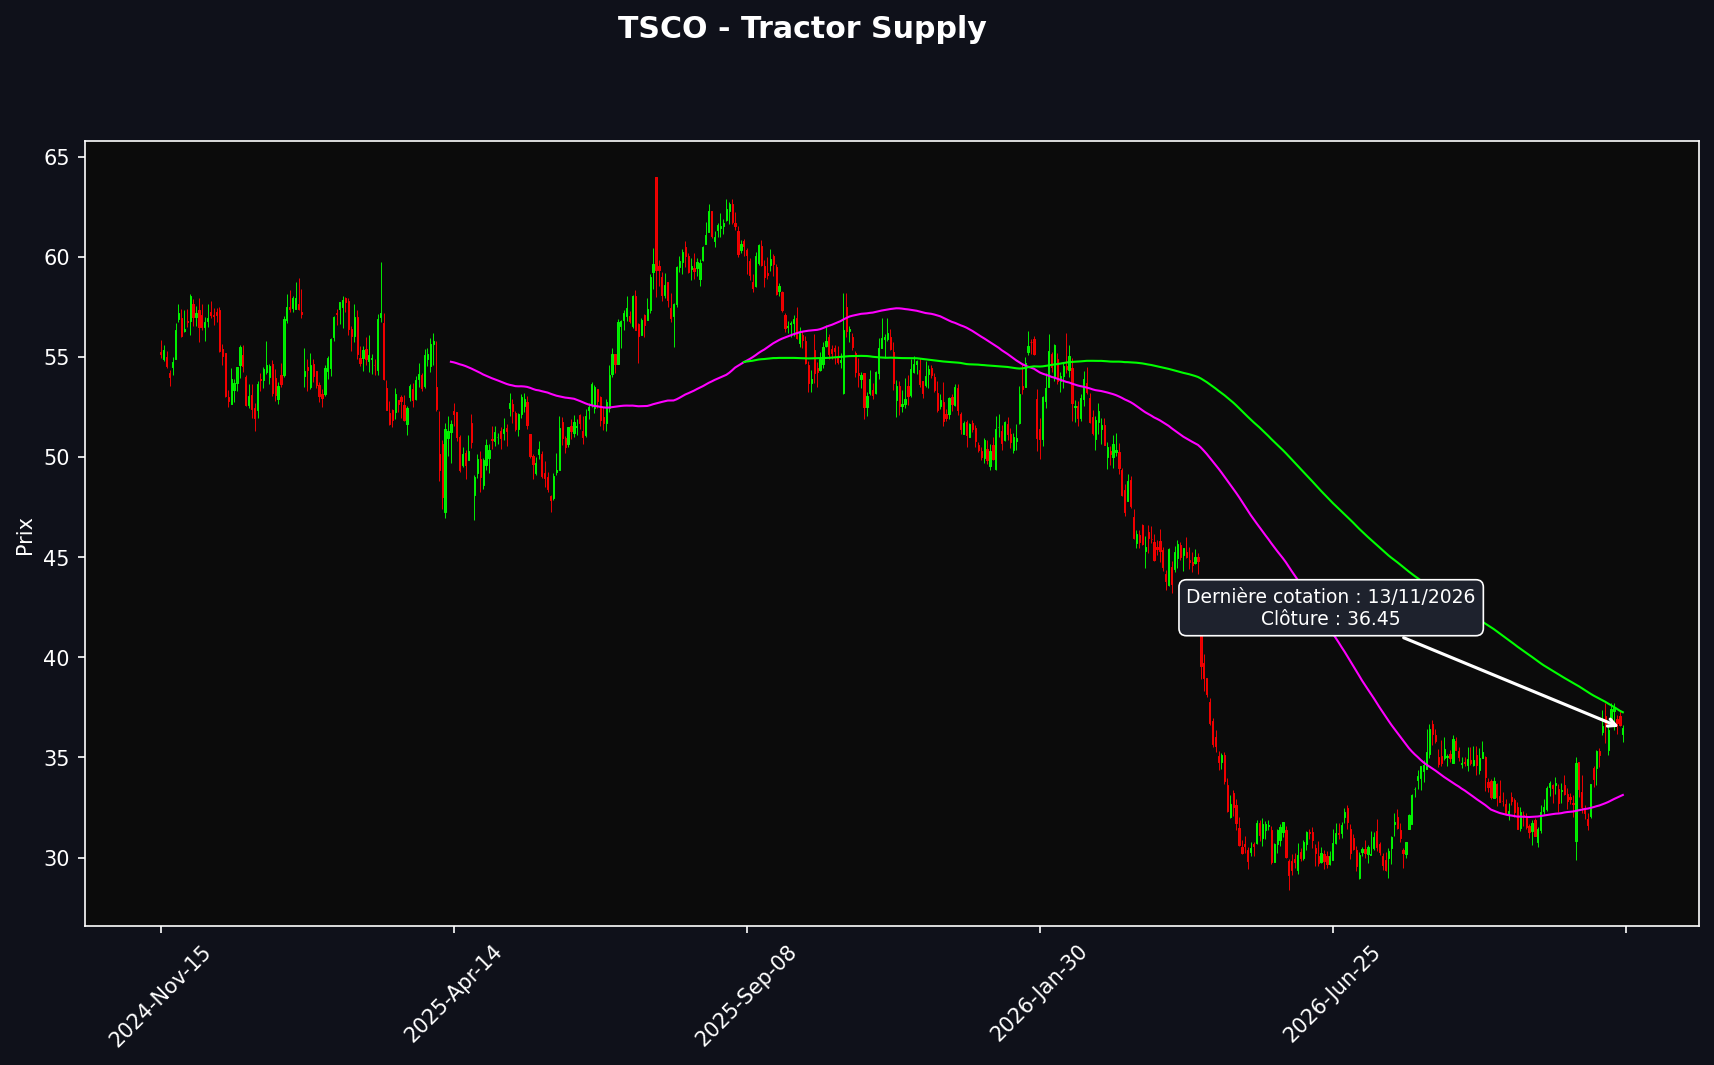 TSCO - Tractor Supply
65
60
55
50
45
40
35
30
Prix
Dernière cotation : 13/11/2026
Clôture : 36.45
2024-Nov-15
2025-Apr-14
2025-Sep-08
2026-Jan-30
2026-Jun-25